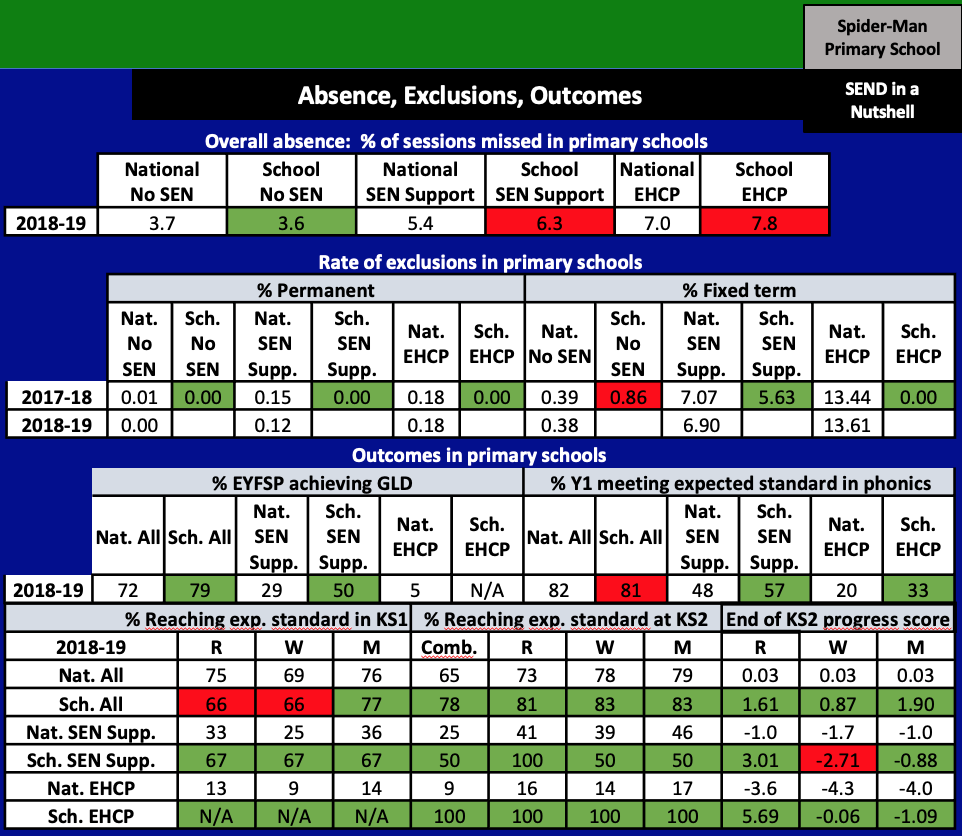 Spider-Man
Primary School
Absence, Exclusions, Outcomes
SEND in a
Nutshell
Overall absence: % of sessions missed in primary schools
National No SEN School No SEN National SEN Support School SEN Support National EHCP School EHCP
2018-19 3.7 3.6 5.4 6.3 7.0 7.8
Rate of exclusions in primary schools
% Permanent % Fixed term
Nat. No SEN Sch. No SEN Nat. SEN Supp. Sch. SEN Supp. Nat. EHCP Sch. EHCP Nat. No SEN Sch. No SEN Nat. SEN Supp. Sch. SEN Supp. Nat. EHCP Sch. EHCP
2017-18 0.01 0.00 0.15 0.00 0.18 0.00 0.39 0.86 7.07 5.63 13.44 0.00
2018-19 0.00 0.12 0.18 0.38 6.90 13.61
Outcomes in primary schools
% EYFSP achieving GLD % Y1 meeting expected standard in phonics
Nat. All Sch. All Nat. SEN Supp. Sch. SEN Supp. Nat. EHCP Sch. EHCP Nat. All Sch. All Nat. SEN Supp. Sch. SEN Supp. Nat. EHCP Sch. EHCP
2018-19 72 79 29 50 5 N/A 82 81 48 57 20 33
% Reaching exp. standard in KS1 % Reaching exp. standard at KS2 End of KS2 progress score
2018-19 R W M Comb. R W M R W M
Nat. All 75 69 76 65 73 78 79 0.03 0.03 0.03
Sch. All 66 66 77 78 81 83 83 1.61 0.87 1.90
Nat. SEN Supp. 33 25 36 25 41 39 46 -1.0 -1.7 -1.0
Sch. SEN Supp. 67 67 67 50 100 50 50 3.01 -2.71 -0.88
Nat. EHCP 13 9 14 9 16 14 17 -3.6 -4.3 -4.0
Sch. EHCP N/A N/A N/A 100 100 100 100 5.69 -0.06 -1.09